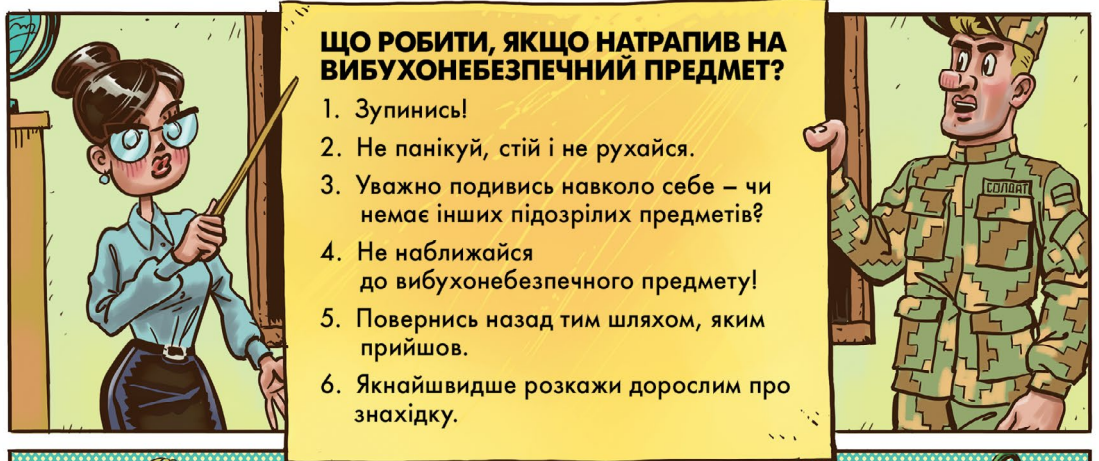 ЩО РОБИТИ, ЯКЩО НАТРАПИВ НА
ВИБУХОНЕБЕЗПЕЧНИЙ ПРЕДМЕТ?
1. Зупинись!
2. Не панікуй, стій і не рухайся.
3. Уважно подивись навколо себе – чи
немає інших підозрілих предметів?
4. Не наближайся
до вибухонебезпечного предмету!
5. Повернись назад тим шляхом, яким
прийшов.
6. Якнайшвидше розкажи дорослим про
знахідку.
СОЛДАТ